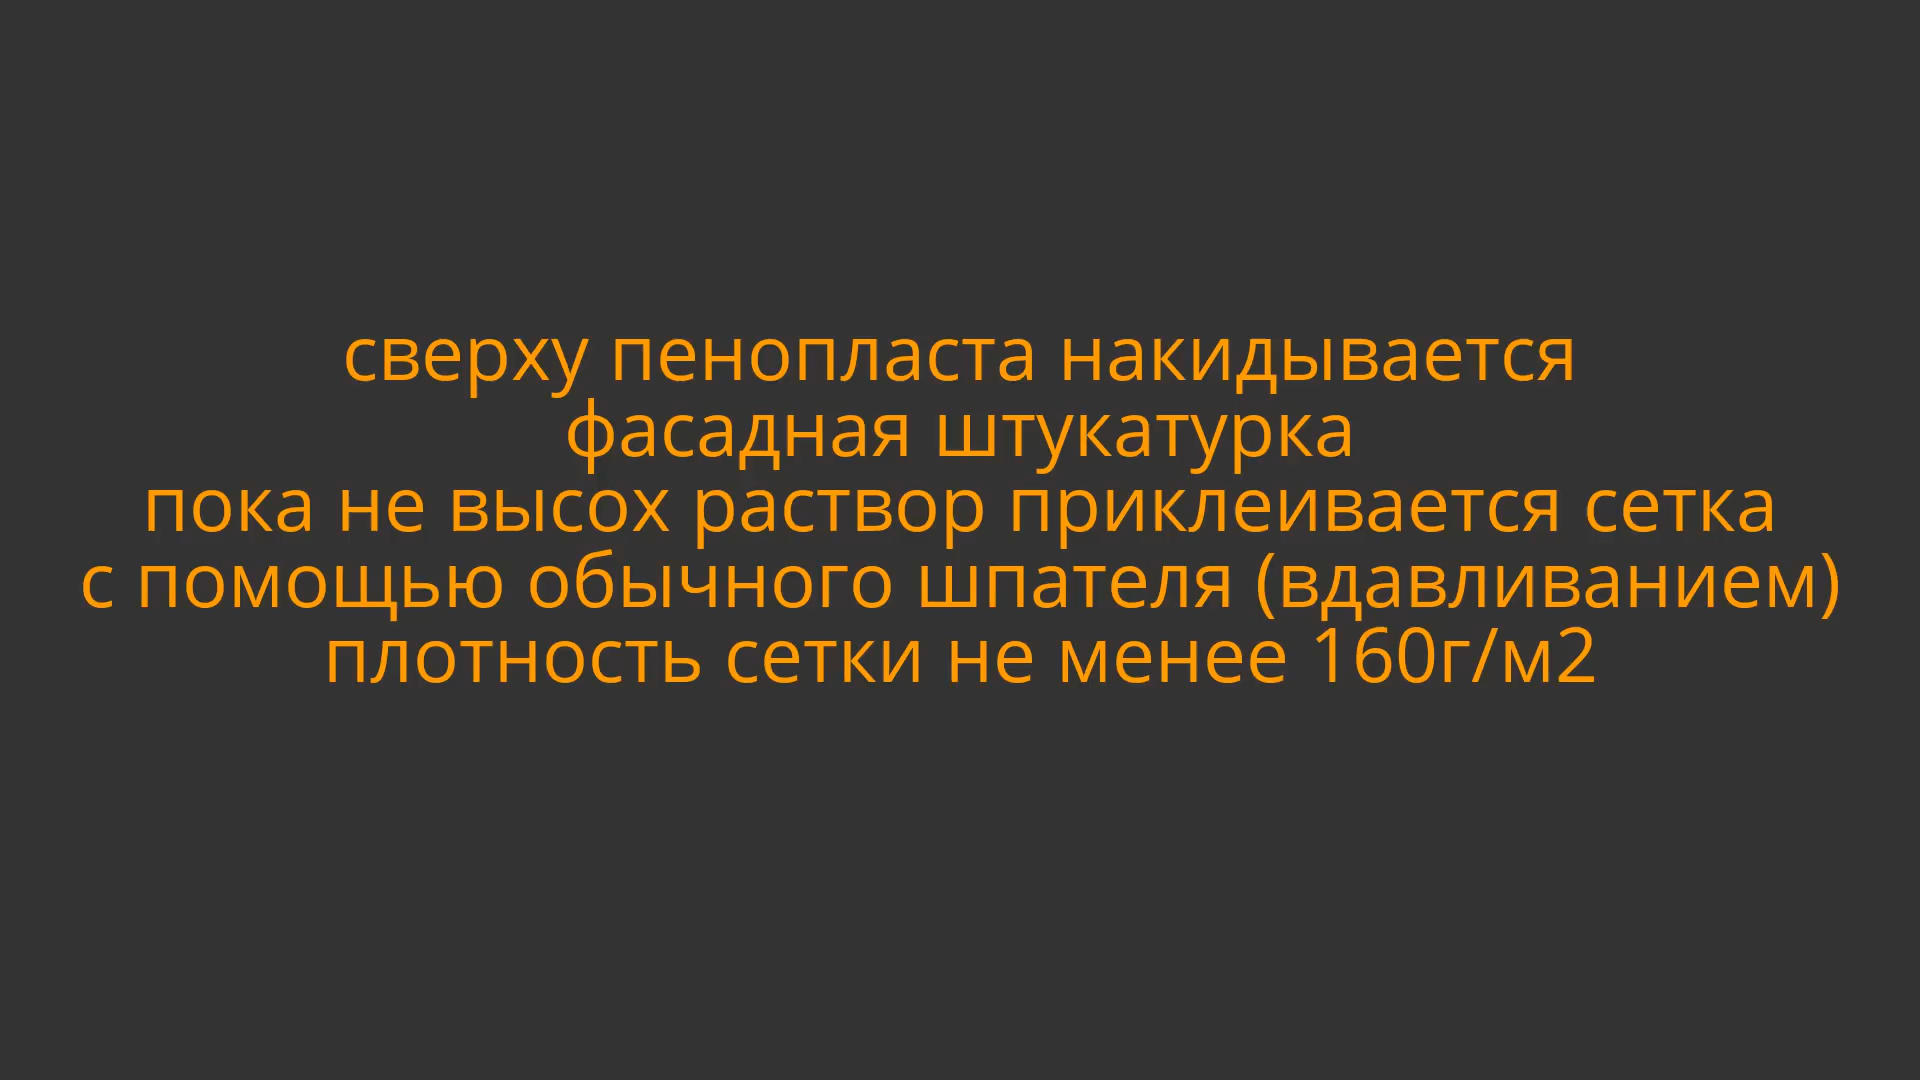 сверху пенопласта накидывается
фасадная штукатурка
пока не высох раствор приклеивается сетка
с помощью обычного шпателя (вдавливанием)
плотность сетки не менее 160г/м2